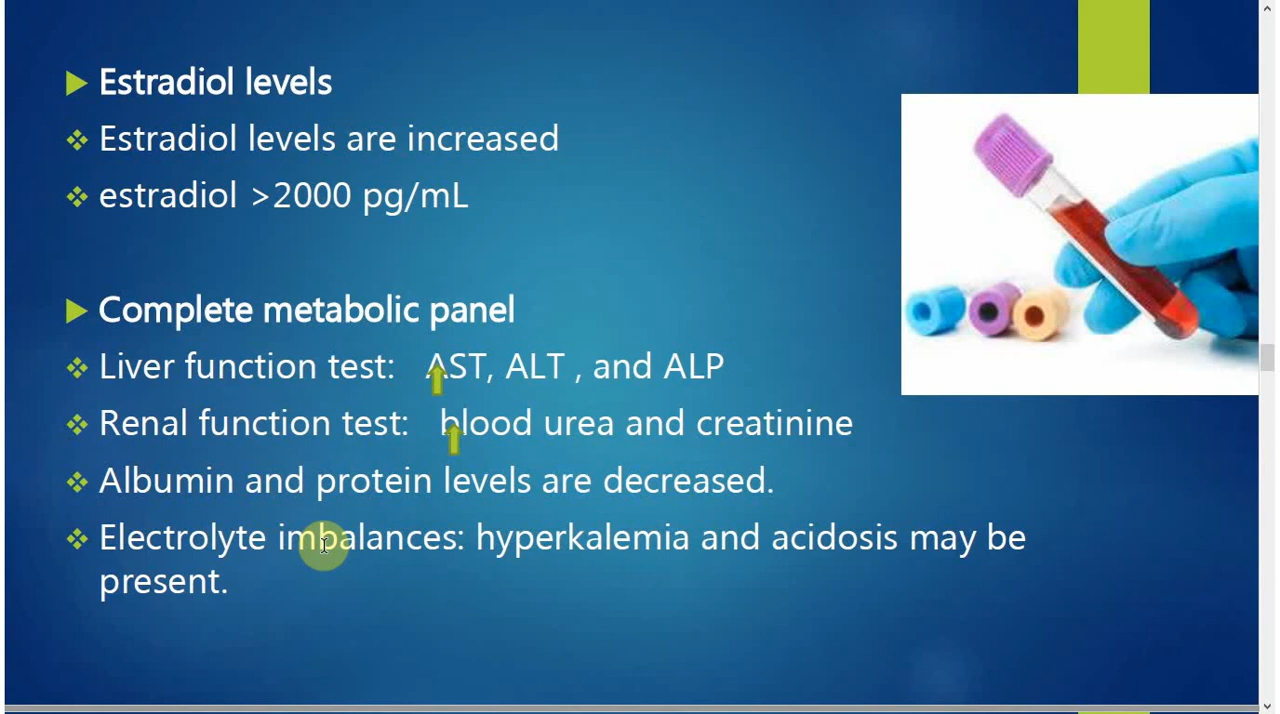 Estradiol levels
Estradiol levels are increased
estradiol >2000 pg/mL
Complete metabolic panel
Liver function test: AST, ALT , and ALP
Renal function test: blood urea and creatinine
Albumin and protein levels are decreased.
Electrolyte imbalances: hyperkalemia and acidosis may be
present.